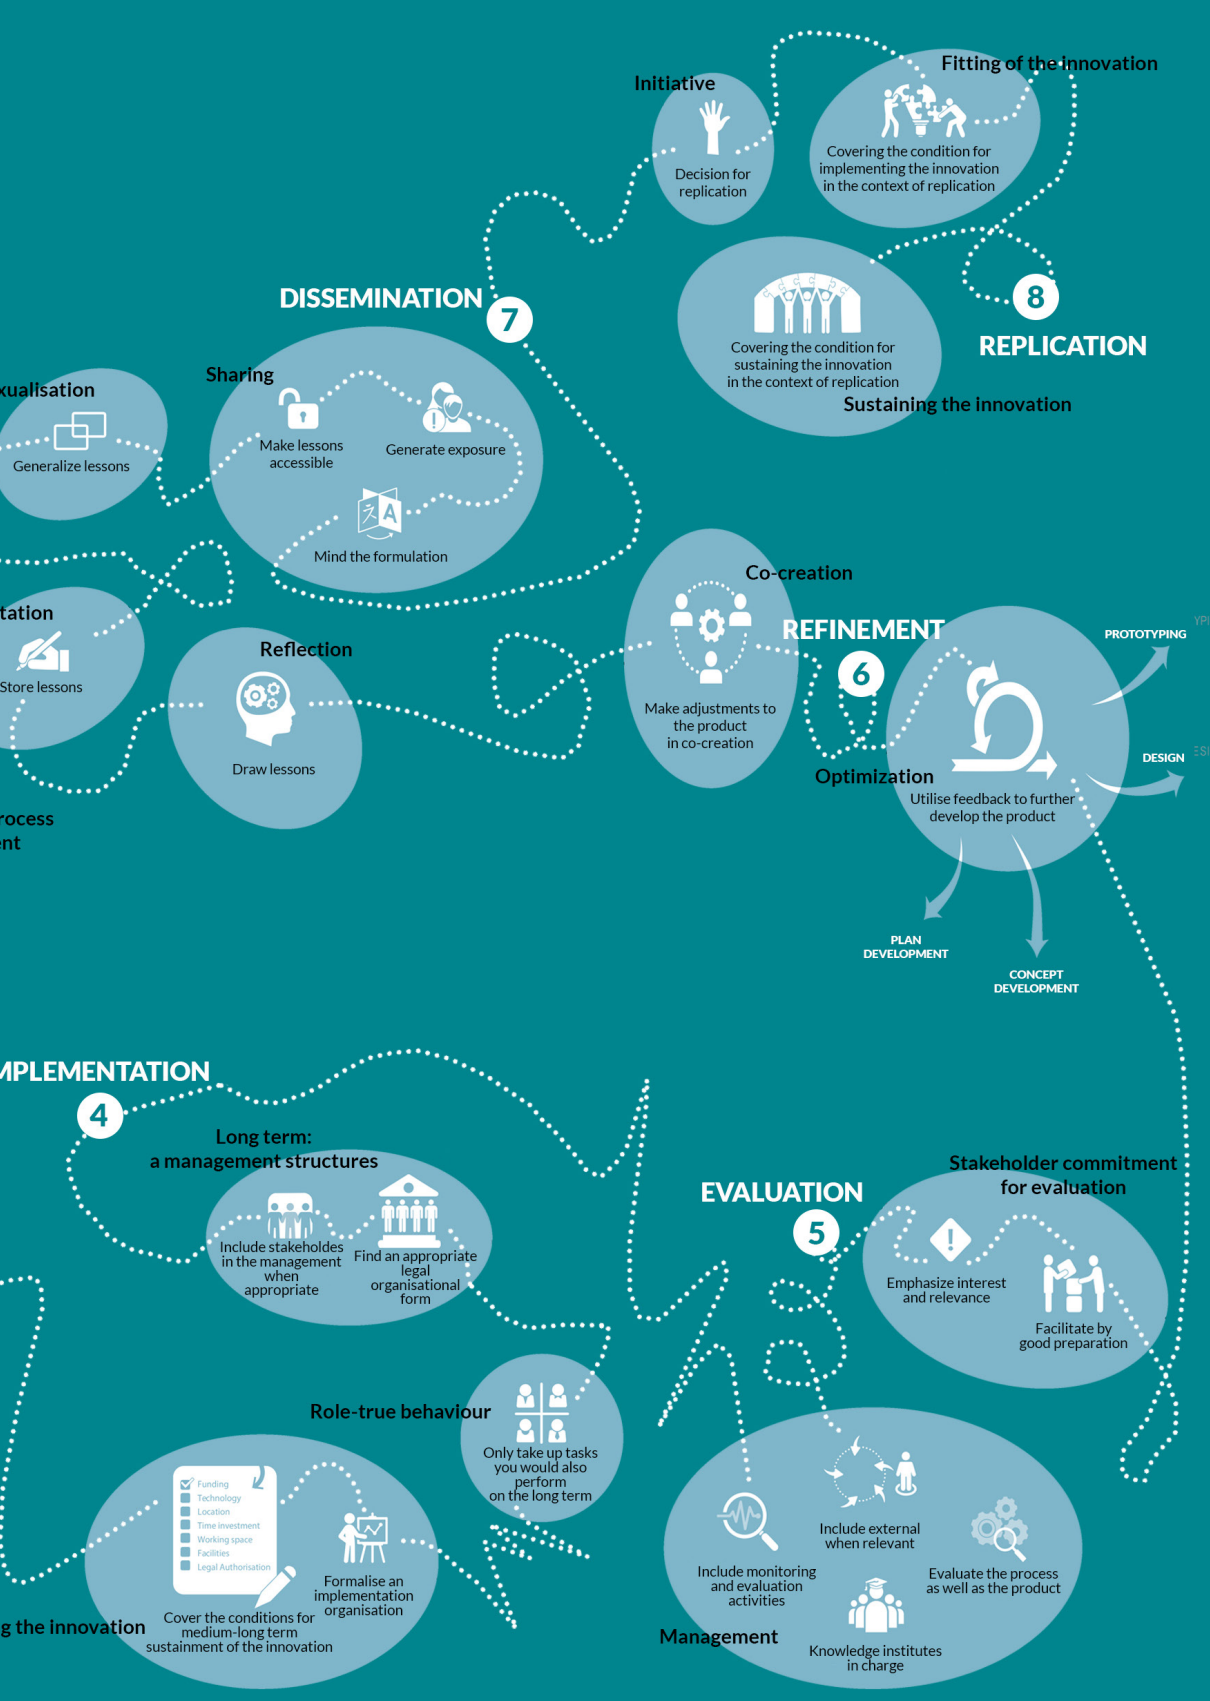 Initiative
Decision for
replication
Fitting of the innovation
Covering the condition for
implementing the innovation
in the context of replication
8
REPLICATION
Covering the condition for
sustaining the innovation
in the context of replication
Sustaining the innovation
DISSEMINATION
7
Sharing
Make lessons
accessible
Generate exposure
A
Mind the formulation
xualisation
Generalize lessons
tation
Store lessons
Reflection
Draw lessons
rocess
nt
Co-creation
Make adjustments to
the product
in co-creation
REFINEMENT
6
Optimization
Utilise feedback to further
develop the product
PROTOTYPING
YPI
DESIGN
ESI
PLAN
DEVELOPMENT
CONCEPT
DEVELOPMENT
MPLEMENTATION
4
Long term:
a management structures
Include stakeholdes
in the management
when
appropriate
Find an appropriate
legal
organisational
form
Role-true behaviour
Only take up tasks
you would also
perform
on the long term
Funding
Technology
Location
Time investment
Working space
Facilities
Legal Authorisation
Formalise an
implementation
organisation
Cover the conditions for
medium-long term
sustainment of the innovation
g the innovation
EVALUATION
5
Stakeholder commitment
for evaluation
Emphasize interest
and relevance
Facilitate by
good preparation
Include external
when relevant
Include monitoring
and evaluation
activities
Evaluate the process
as well as the product
Management
Knowledge institutes
in charge